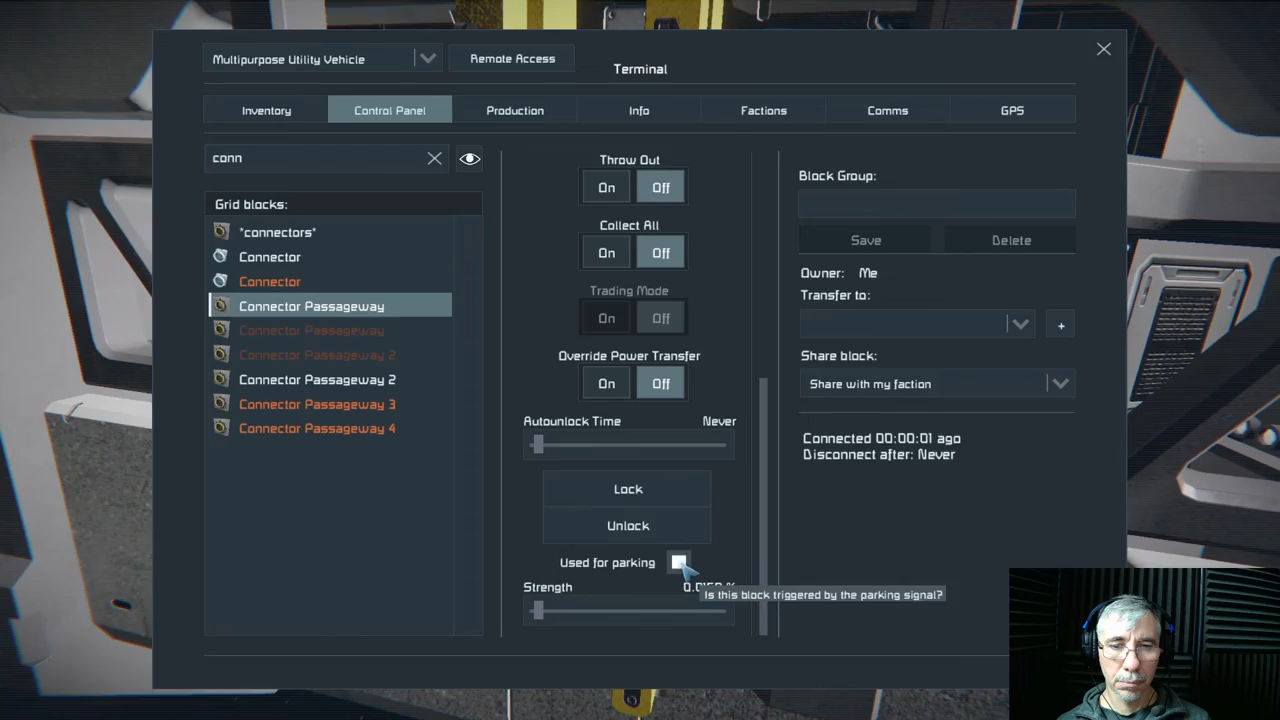 Multipurpose Utility Vehicle
Remote Access
Terminal
Inventory
Control Panel
Production
Info
Factions
Comms
GPS
conn
Grid blocks:
*connectors*
Connector
Connector
Connector Passageway
Connector Passageway
Connector Passageway 2
Connector Passageway 2
Connector Passageway 3
Connector Passageway 4
Throw Out
On Off
Collect All
On Off
Trading Mode
On Off
Override Power Transfer
On Off
Autounlock Time Never
Lock
Unlock
Used for parking
Strength
Is this block triggered by the parking signal?
Block Group:
Save Delete
Owner: Me
Transfer to:
+
Share block:
Share with my faction
Connected 00:00:01 ago
Disconnect after: Never